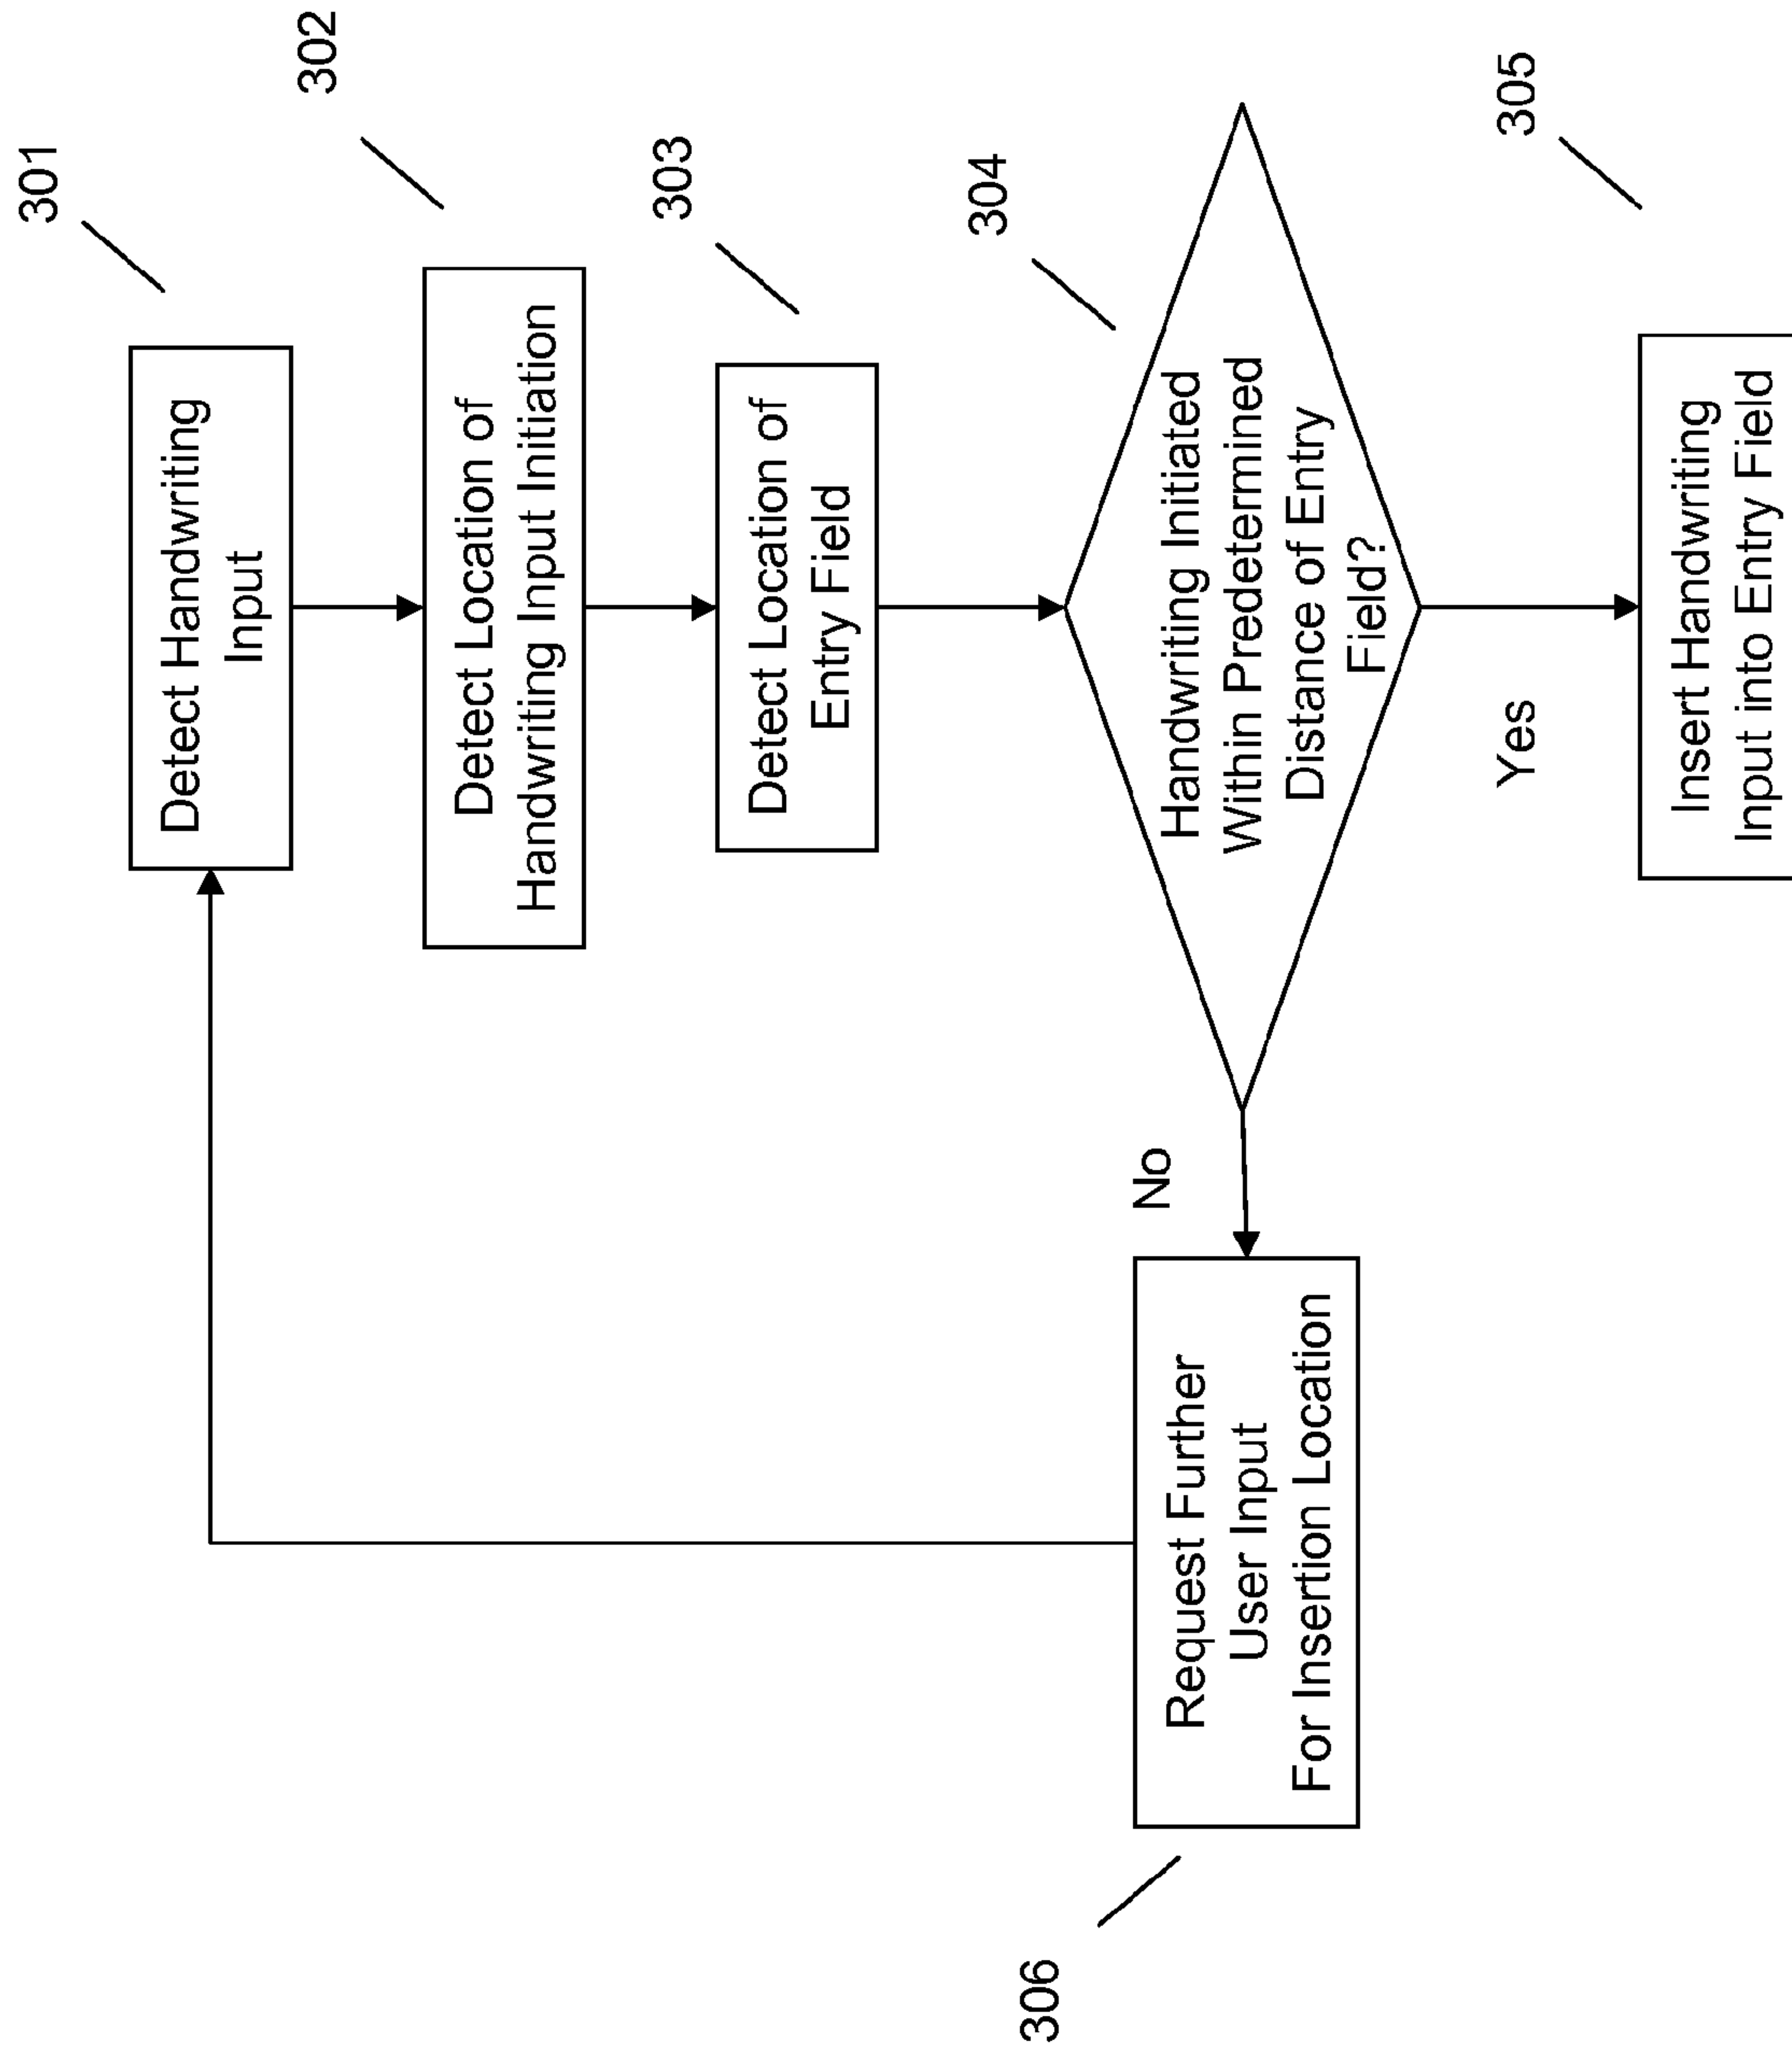 301
Detect Handwriting
Input
302
Detect Location of
Handwriting Input Initiation
303
Detect Location of
Entry Field
304
Handwriting Initiated
Within Predetermined
Distance of Entry
Field?
No
306
Request Further
User Input
For Insertion Location
Yes
305
Insert Handwriting
Input into Entry Field